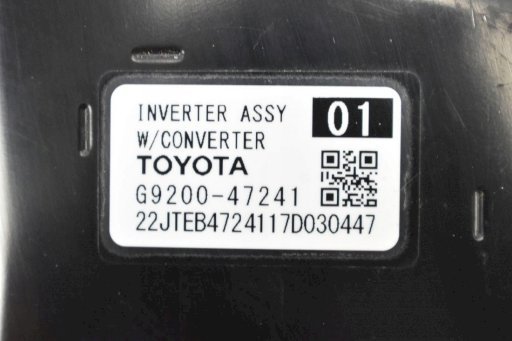 INVERTER ASSY 01
W/CONVERTER
TOYOTA
G9200-47241
22JTEB4724117D030447